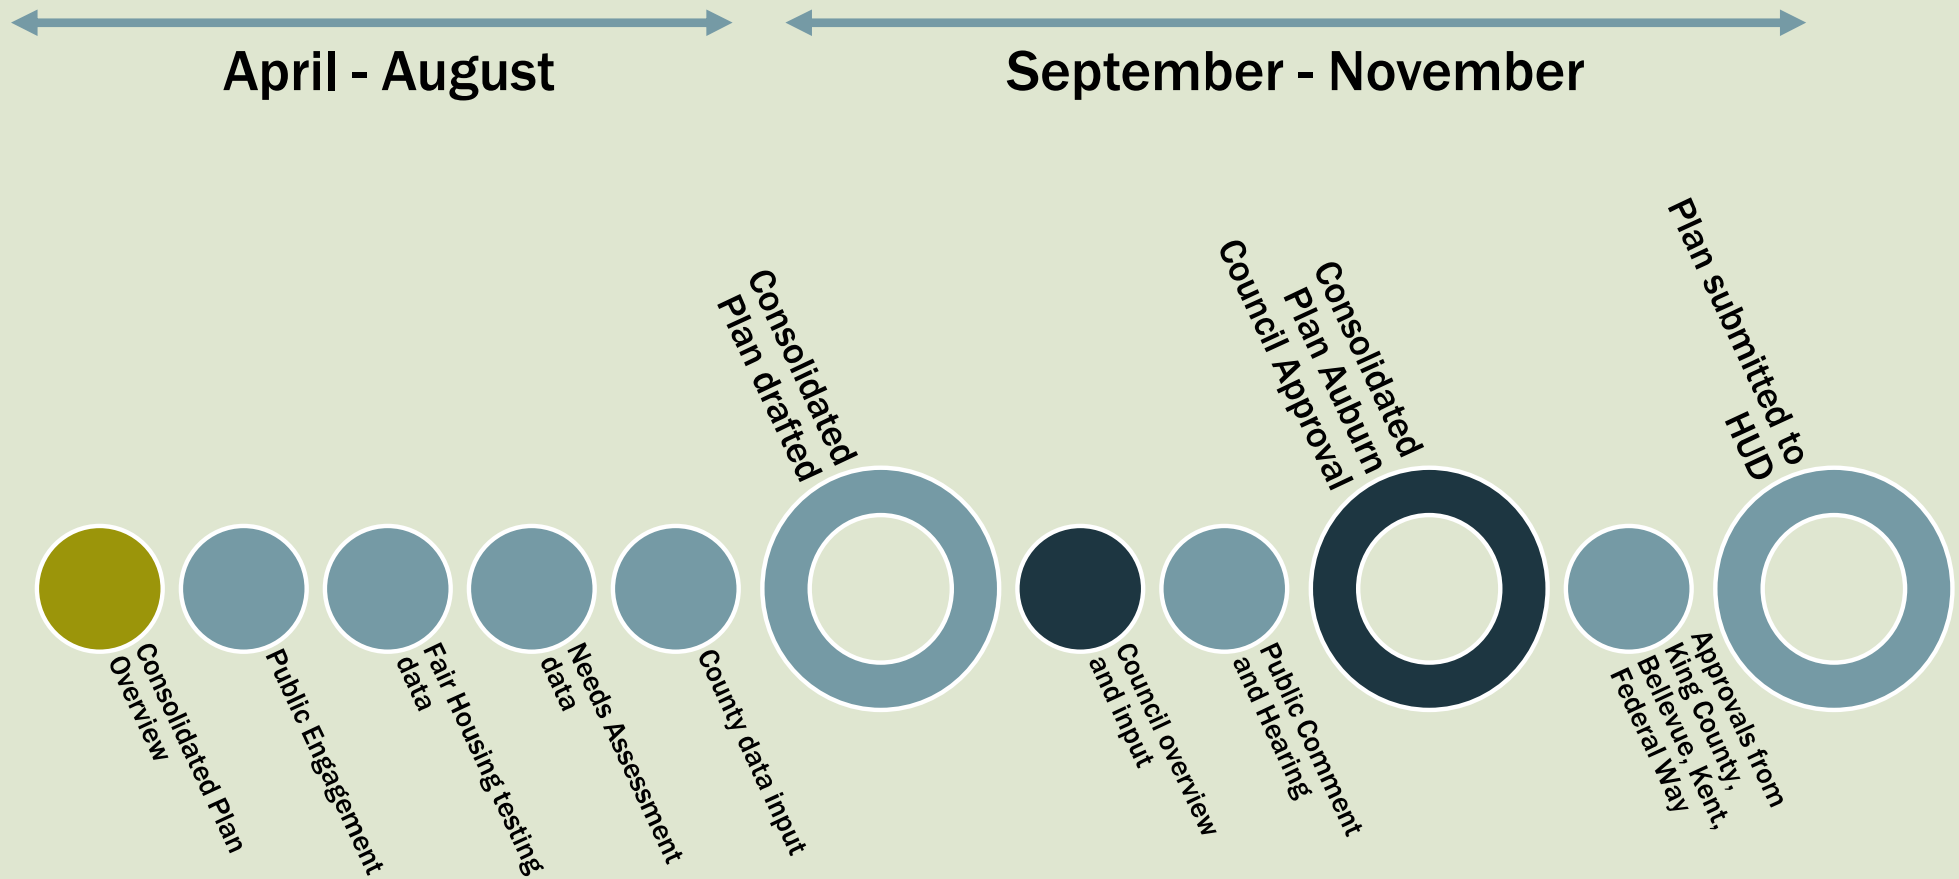 April - August
September - November
Consolidated Plan
Overview
Public Engagement
Fair Housing testing
data
Needs Assessment
data
County data input
Consolidated
Plan drafted
Council overview
and input
Public Comment
and Hearing
Consolidated
Plan Auburn
Council Approval
Approvals from
King County,
Bellevue, Kent,
Federal Way
Plan submitted to
HUD